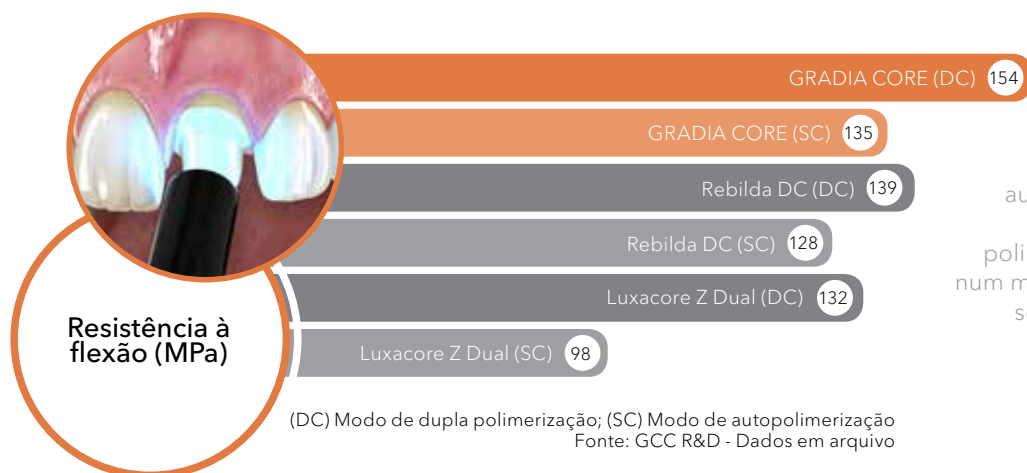 GRADIA CORE (DC) 154
GRADIA CORE (SC) 135
Rebilda DC (DC) 139
Rebilda DC (SC) 128
Luxacore Z Dual (DC) 132
Luxacore Z Dual (SC) 98
Resistência à
flexão (MPa)
(DC) Modo de dupla polimerização; (SC) Modo de autopolimerização
Fonte: GCC R&D - Dados em arquivo